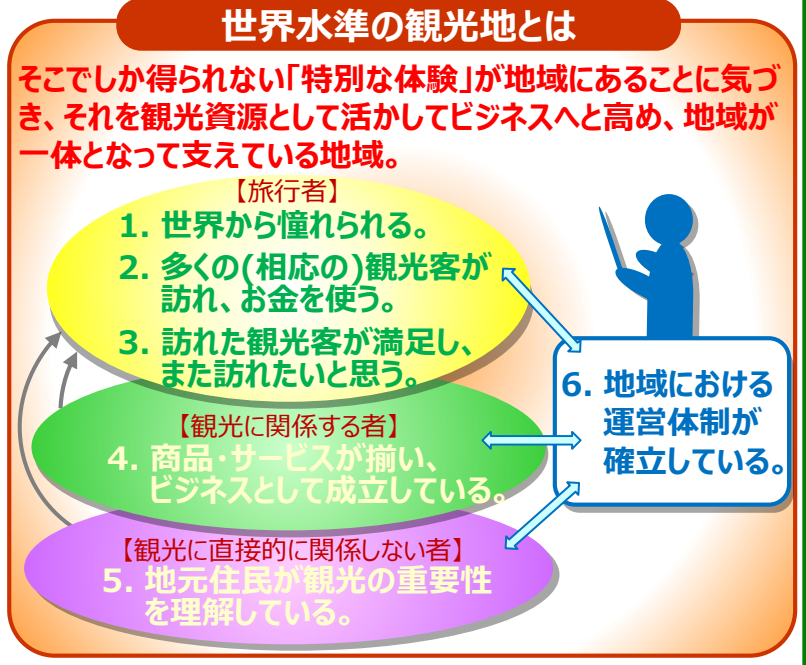 世界水準の観光地とは
そこでしか得られない「特別な体験」が地域にあることに気づ
き、それを観光資源として活かしてビジネスへと高め、地域が
一体となって支えている地域。
【旅行者】
1. 世界から憧れられる。
2. 多くの(相応の)観光客が
訪れ、お金を使う。
3. 訪れた観光客が満足し、
また訪れたいと思う。
【観光に関係する者】
4. 商品・サービスが揃い、
ビジネスとして成立している。
【観光に直接的に関係しない者】
5. 地元住民が観光の重要性
を理解している。
6. 地域における
運営体制が
確立している。